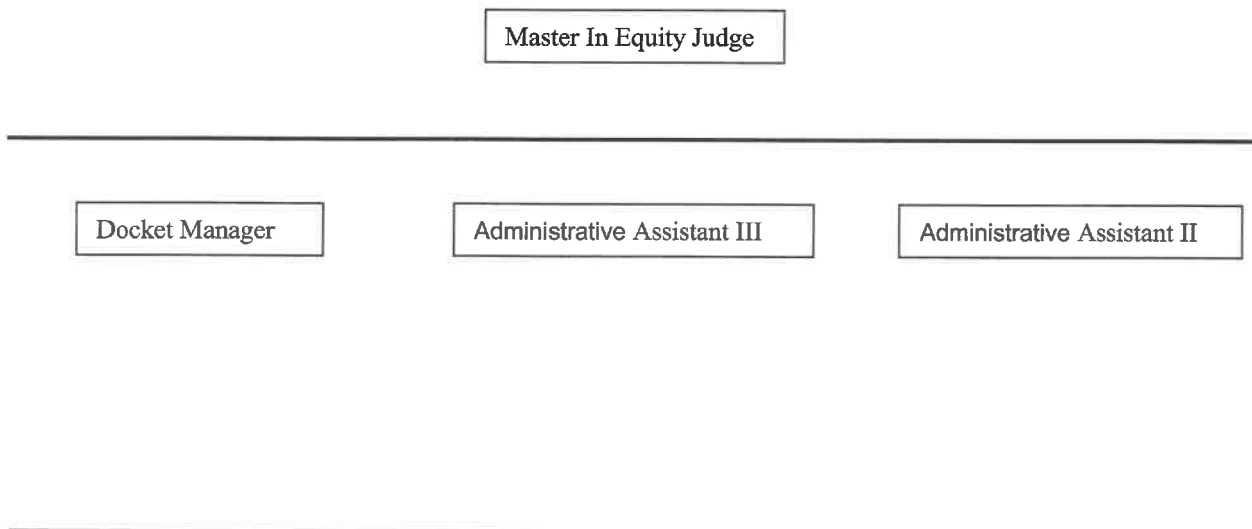 Master In Equity Judge
Docket Manager
Administrative Assistant III
Administrative Assistant II